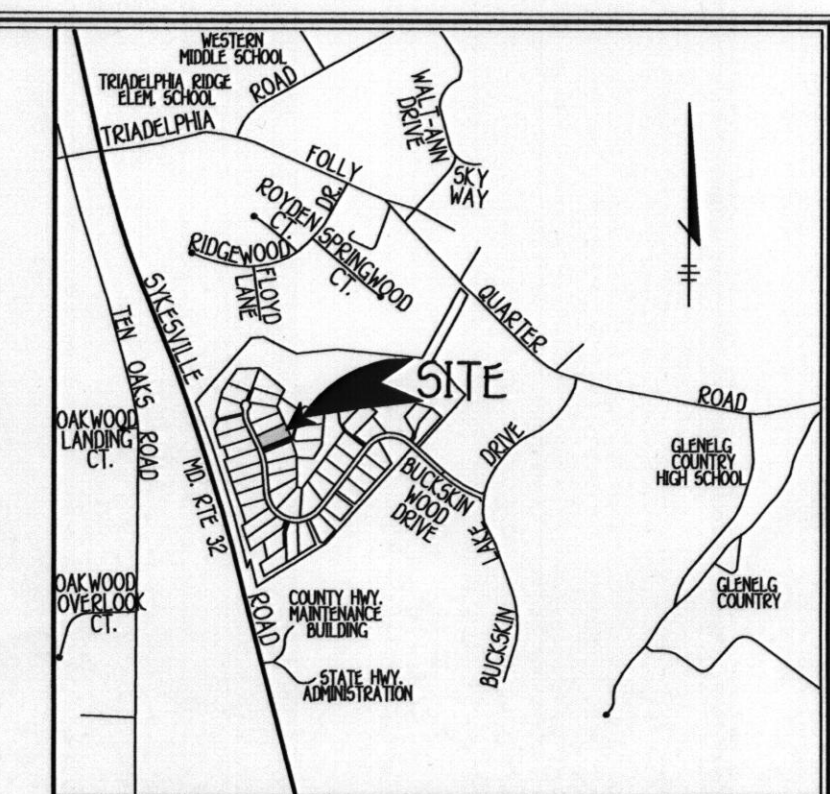 WESTERN
MIDDLE SCHOOL
TRIADELPHIA RIDGE
ELEM. SCHOOL
TRIADELPHIA
ROAD
WALT-ANN
DRIVE
FOLLY
SKY
WAY
ROYDEN
CT.
DR.
RIDGEWOOD
SPRINGWOOD
CT.
FLOYD
LANE
QUARTER
SYKESVILLE
TEN OAKS ROAD
SITE
ROAD
OAKWOOD
LANDING
CT.
MD. RTE 32
BUCKSKIN
WOOD
DRIVE
DRIVE
LAKE
BUCKSKIN
GLENELG
COUNTRY
HIGH SCHOOL
GLENELG
COUNTRY
OAKWOOD
OVERLOOK
CT.
ROAD
COUNTY HWY.
MAINTENANCE
BUILDING
STATE HWY.
ADMINISTRATION